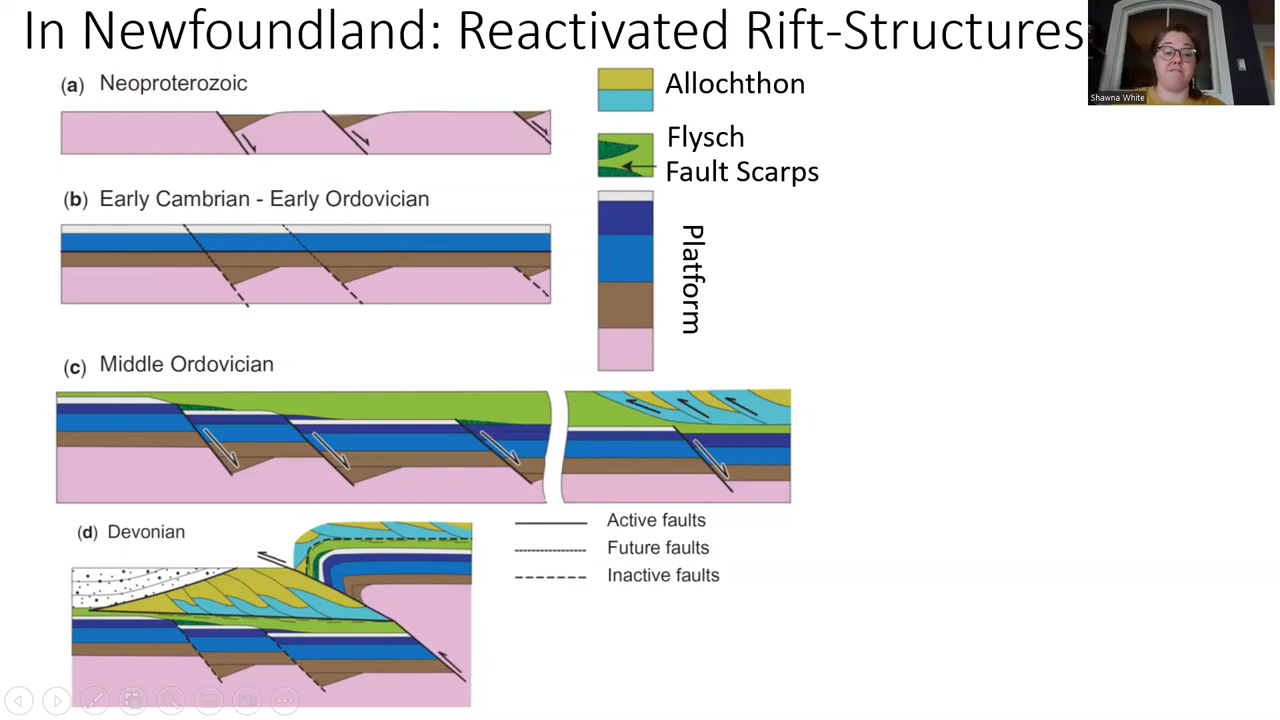 In Newfoundland: Reactivated Rift-Structures
Shawna White
(a) Neoproterozoic
Allochthon
Flysch
Fault Scarps
(b) Early Cambrian - Early Ordovician
Platform
(c) Middle Ordovician
(d) Devonian
Active faults
Future faults
Inactive faults